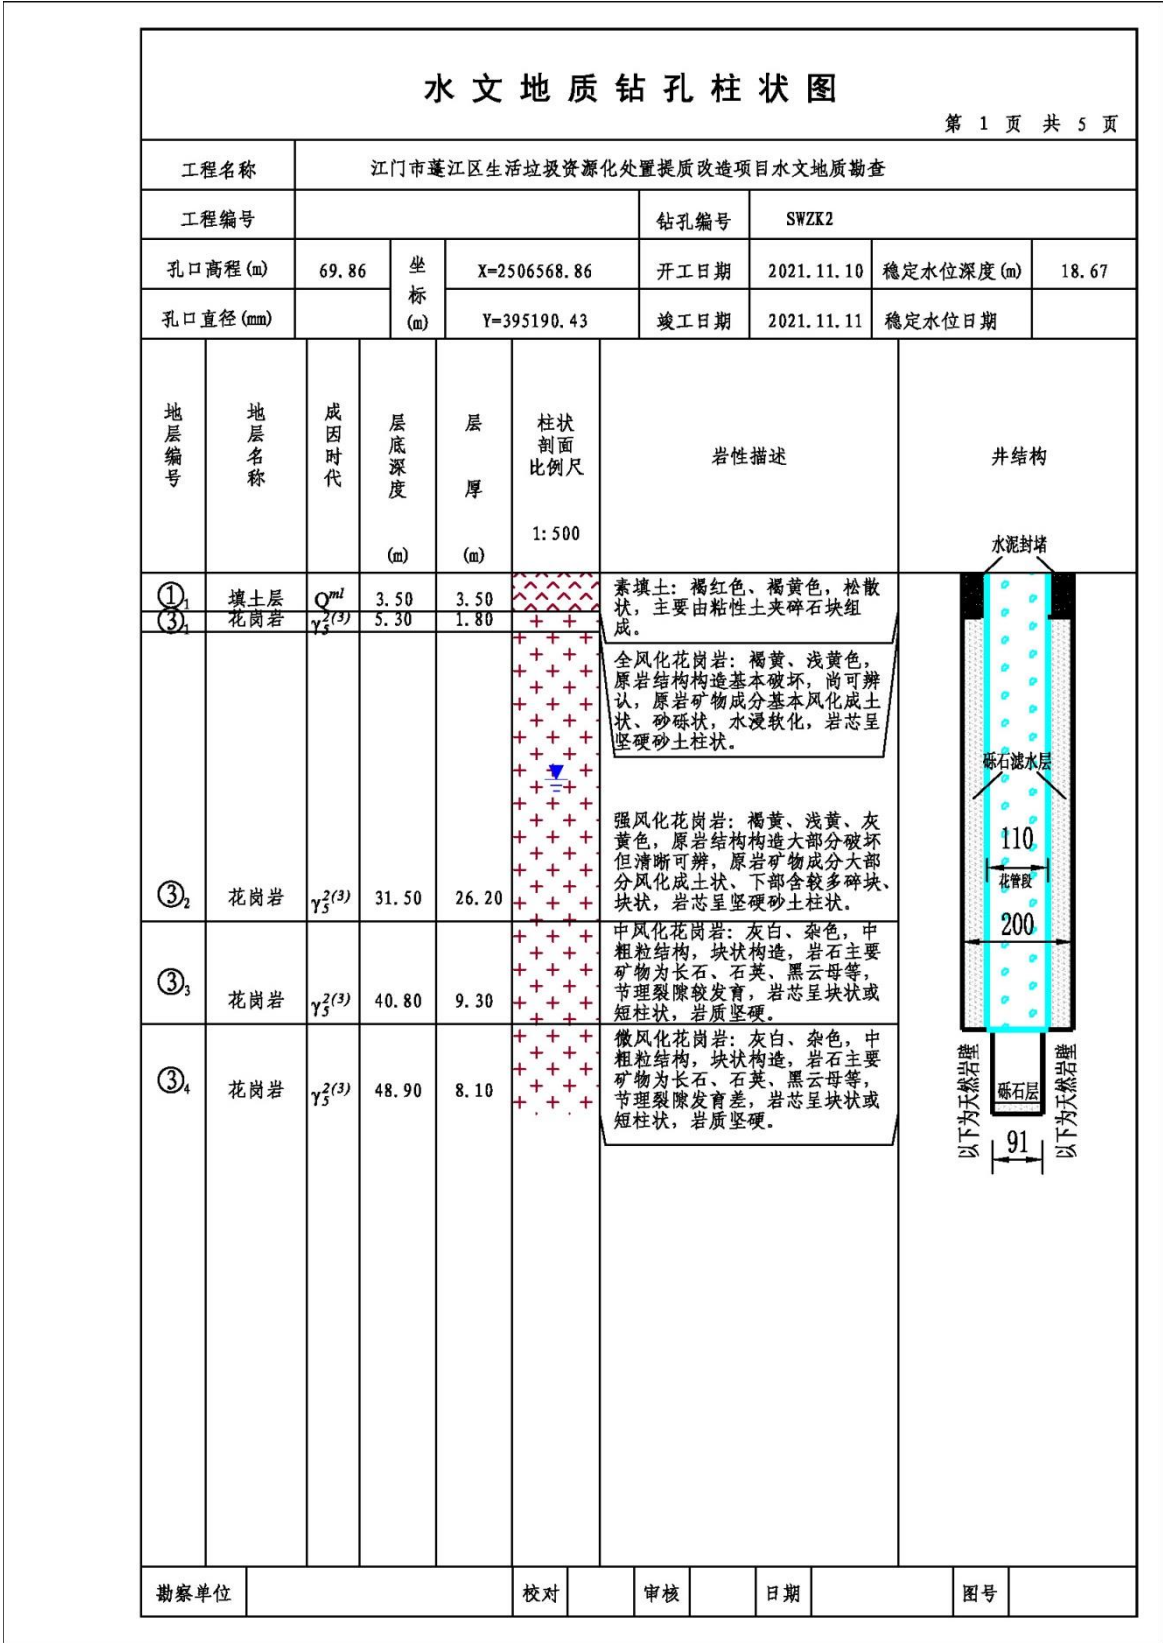 水文地质钻孔柱状图
第 1 页 共 5 页
工程名称 江门市蓬江区生活垃圾资源化处置提质改造项目水文地质勘查
工程编号 钻孔编号 SWZK2
孔口高程(m) 69.86 坐标(m) X=2506568.86 开工日期 2021.11.10 稳定水位深度(m) 18.67
孔口直径(mm) Y=395190.43 竣工日期 2021.11.11 稳定水位日期
地层编号 地层名称 成因时代 层底深度(m) 层厚(m) 柱状剖面比例尺 1:500 岩性描述 井结构
水泥封堵
①₁ 填土层 Q^ml 3.50 3.50
素填土：褐红色、褐黄色，松散
状，主要由粘性土夹碎石块组
成。
③₁ 花岗岩 γ₅²⁽³⁾ 5.30 1.80
全风化花岗岩：褐黄、浅黄色，
原岩结构构造基本破坏，尚可辨
认，原岩矿物成分基本风化成土
状、砂砾状，水浸软化，岩芯呈
坚硬砂土柱状。
③₂ 花岗岩 γ₅²⁽³⁾ 31.50 26.20
强风化花岗岩：褐黄、浅黄、灰
黄色，原岩结构构造大部分破坏
但清晰可辨，原岩矿物成分大部
分风化成土状、下部含较多碎块、
块状，岩芯呈坚硬砂土柱状。
③₃ 花岗岩 γ₅²⁽³⁾ 40.80 9.30
中风化花岗岩：灰白、杂色，中
粗粒结构，块状构造，岩石主要
矿物为长石、石英、黑云母等，
节理裂隙较发育，岩芯呈块状或
短柱状，岩质坚硬。
③₄ 花岗岩 γ₅²⁽³⁾ 48.90 8.10
微风化花岗岩：灰白、杂色，中
粗粒结构，块状构造，岩石主要
矿物为长石、石英、黑云母等，
节理裂隙发育差，岩芯呈块状或
短柱状，岩质坚硬。
砾石滤水层
110
花管段
200
以下为天然岩壁
砾石层
以下为天然岩壁
91
勘察单位 校对 审核 日期 图号